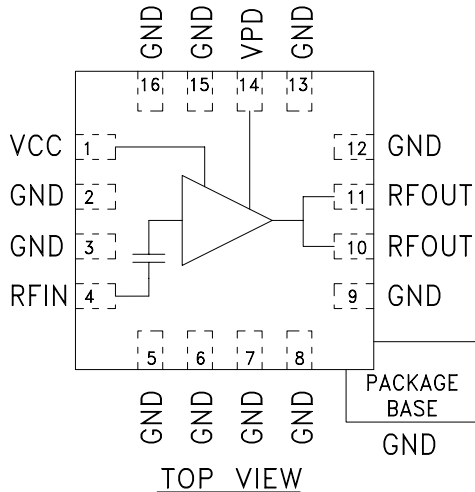 GND GND VPD GND
16 15 14 13
VCC 1 12 GND
GND 2 11 RFOUT
GND 3 10 RFOUT
RFIN 4 9 GND
5 6 7 8
GND GND GND GND
PACKAGE
BASE
GND
TOP VIEW